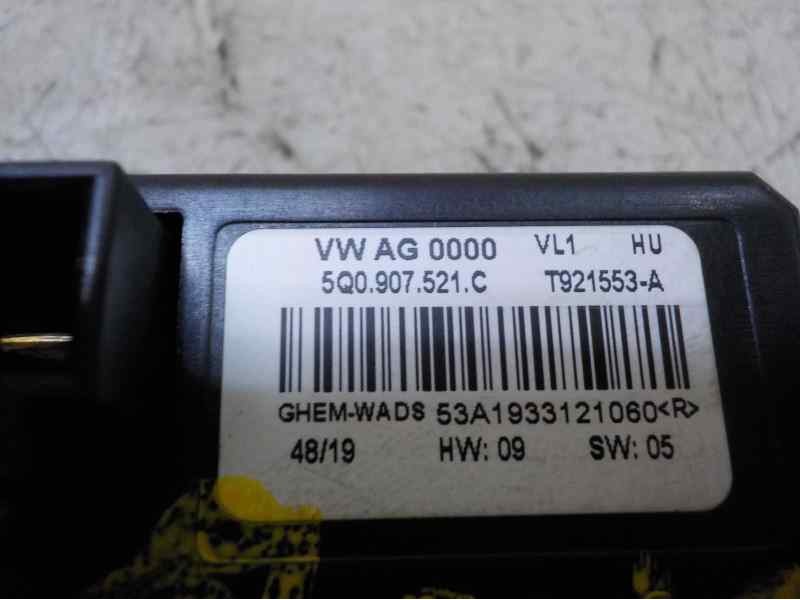 VW AG 0000 VL1 HU
5Q0.907.521.C T921553-A
GHEM-WADS 53A1933121060<R>
48/19 HW: 09 SW: 05